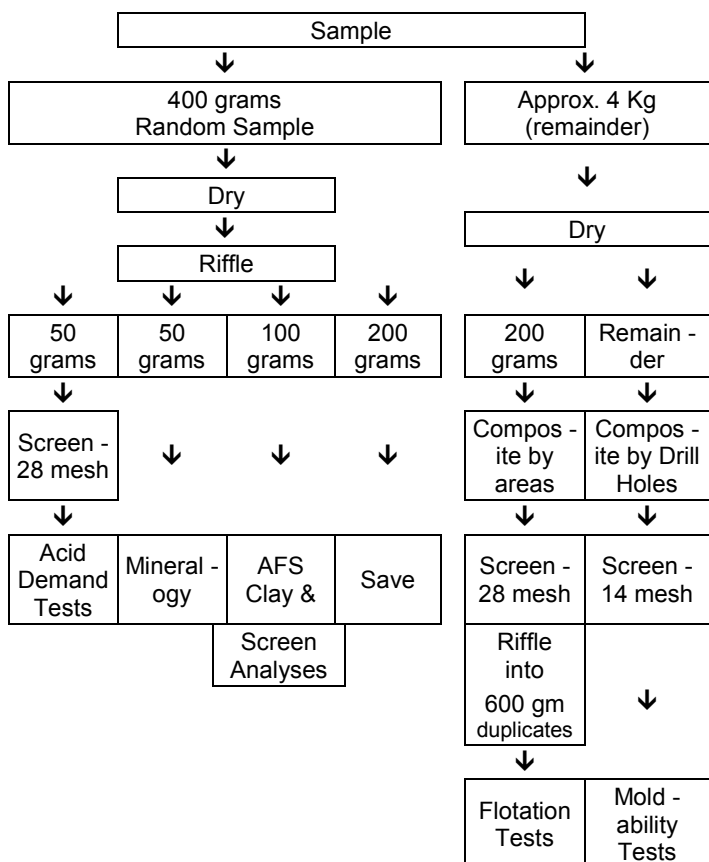 Sample
400 grams
Random Sample
Approx. 4 Kg
(remainder)
Dry
Dry
Riffle
50
grams
50
grams
100
grams
200
grams
200
grams
Remain -
der
Screen -
28 mesh
Compos -
ite by
areas
Compos -
ite by Drill
Holes
Acid
Demand
Tests
Mineral -
ogy
AFS
Clay &
Save
Screen -
28 mesh
Screen -
14 mesh
Screen
Analyses
Riffle
into
600 gm
duplicates
Flotation
Tests
Mold -
ability
Tests